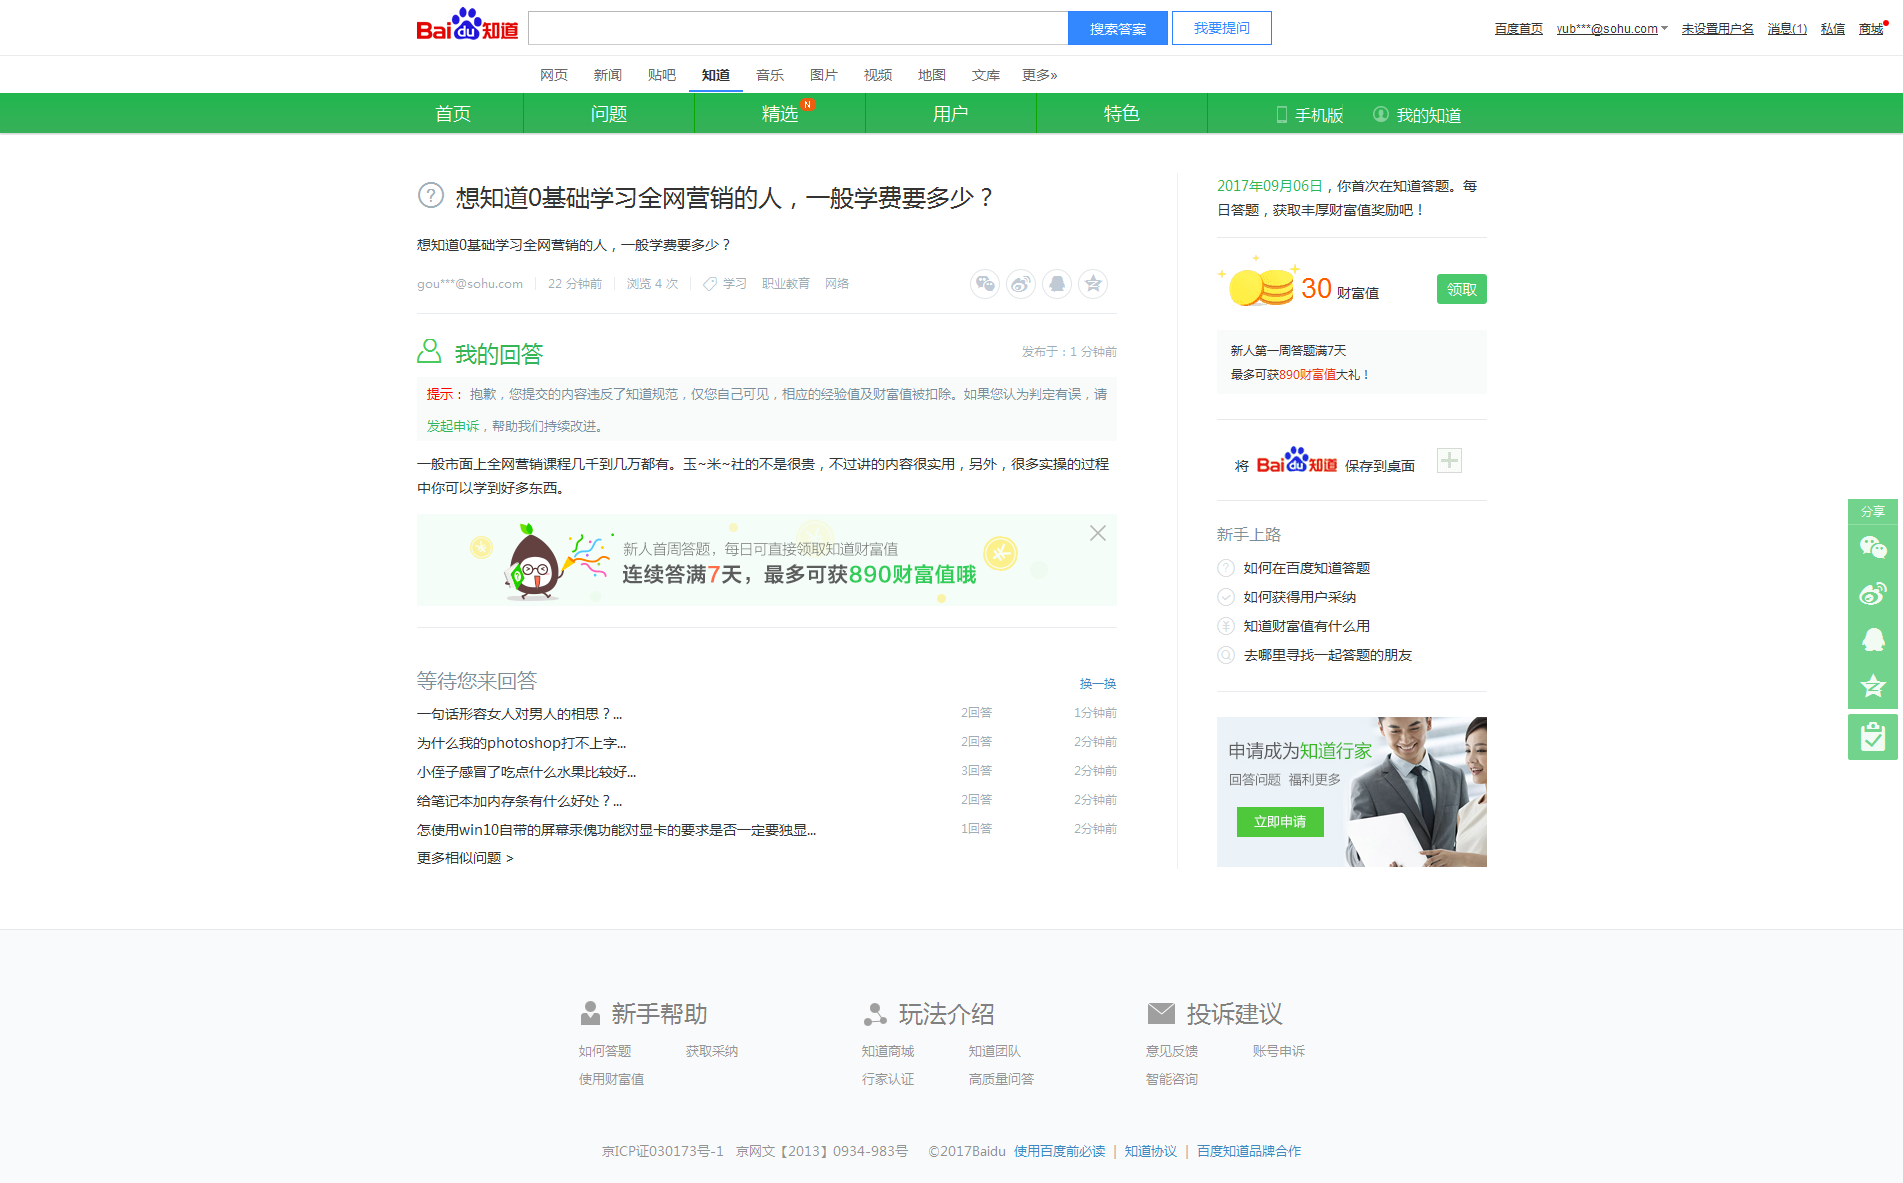 Bai du 知道
搜索答案
我要提问
百度首页 yub***@sohu.com 未设置用户名 消息(1) 私信 商城
网页 新闻 贴吧 知道 音乐 图片 视频 地图 文库 更多»
首页 问题 精选 N 用户 特色 手机版 我的知道
想知道0基础学习全网营销的人，一般学费要多少？
想知道0基础学习全网营销的人，一般学费要多少？
gou***@sohu.com 22 分钟前 浏览 4 次 学习 职业教育 网络
我的回答 发布于：1 分钟前
提示： 抱歉，您提交的内容违反了知道规范，仅您自己可见，相应的经验值及财富值被扣除。如果您认为判定有误，请
发起申诉，帮助我们持续改进。
一般市面上全网营销课程几千到几万都有。玉~米~社的不是很贵，不过讲的内容很实用，另外，很多实操的过程
中你可以学到好多东西。
新人首周答题，每日可直接领取知道财富值
连续答满7天，最多可获890财富值哦
等待您来回答 换一换
一句话形容女人对男人的相思？... 2回答 1分钟前
为什么我的photoshop打不上字... 2回答 2分钟前
小侄子感冒了吃点什么水果比较好... 3回答 2分钟前
给笔记本加内存条有什么好处？... 2回答 2分钟前
怎使用win10自带的屏幕汞傀功能对显卡的要求是否一定要独显... 1回答 2分钟前
更多相似问题 >
2017年09月06日，你首次在知道答题。每
日答题，获取丰厚财富值奖励吧！
30 财富值 领取
新人第一周答题满7天
最多可获890财富值大礼！
将 Bai du 知道 保存到桌面
新手上路
如何在百度知道答题
如何获得用户采纳
知道财富值有什么用
去哪里寻找一起答题的朋友
申请成为知道行家
回答问题 福利更多
立即申请
分享
新手帮助 玩法介绍 投诉建议
如何答题 获取采纳 知道商城 知道团队 意见反馈 账号申诉
使用财富值 行家认证 高质量问答 智能咨询
京ICP证030173号-1 京网文【2013】0934-983号 ©2017Baidu 使用百度前必读 | 知道协议 | 百度知道品牌合作